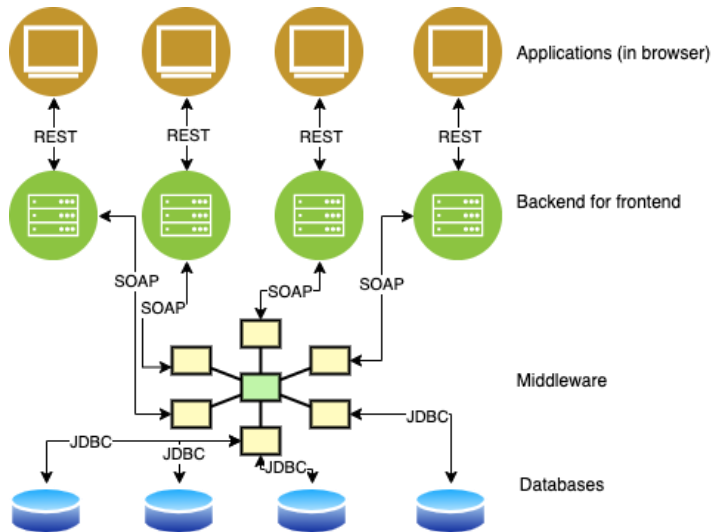 Applications (in browser)
REST
REST
REST
REST
Backend for frontend
SOAP
SOAP
SOAP
SOAP
Middleware
JDBC
JDBC
JDBC
JDBC
Databases